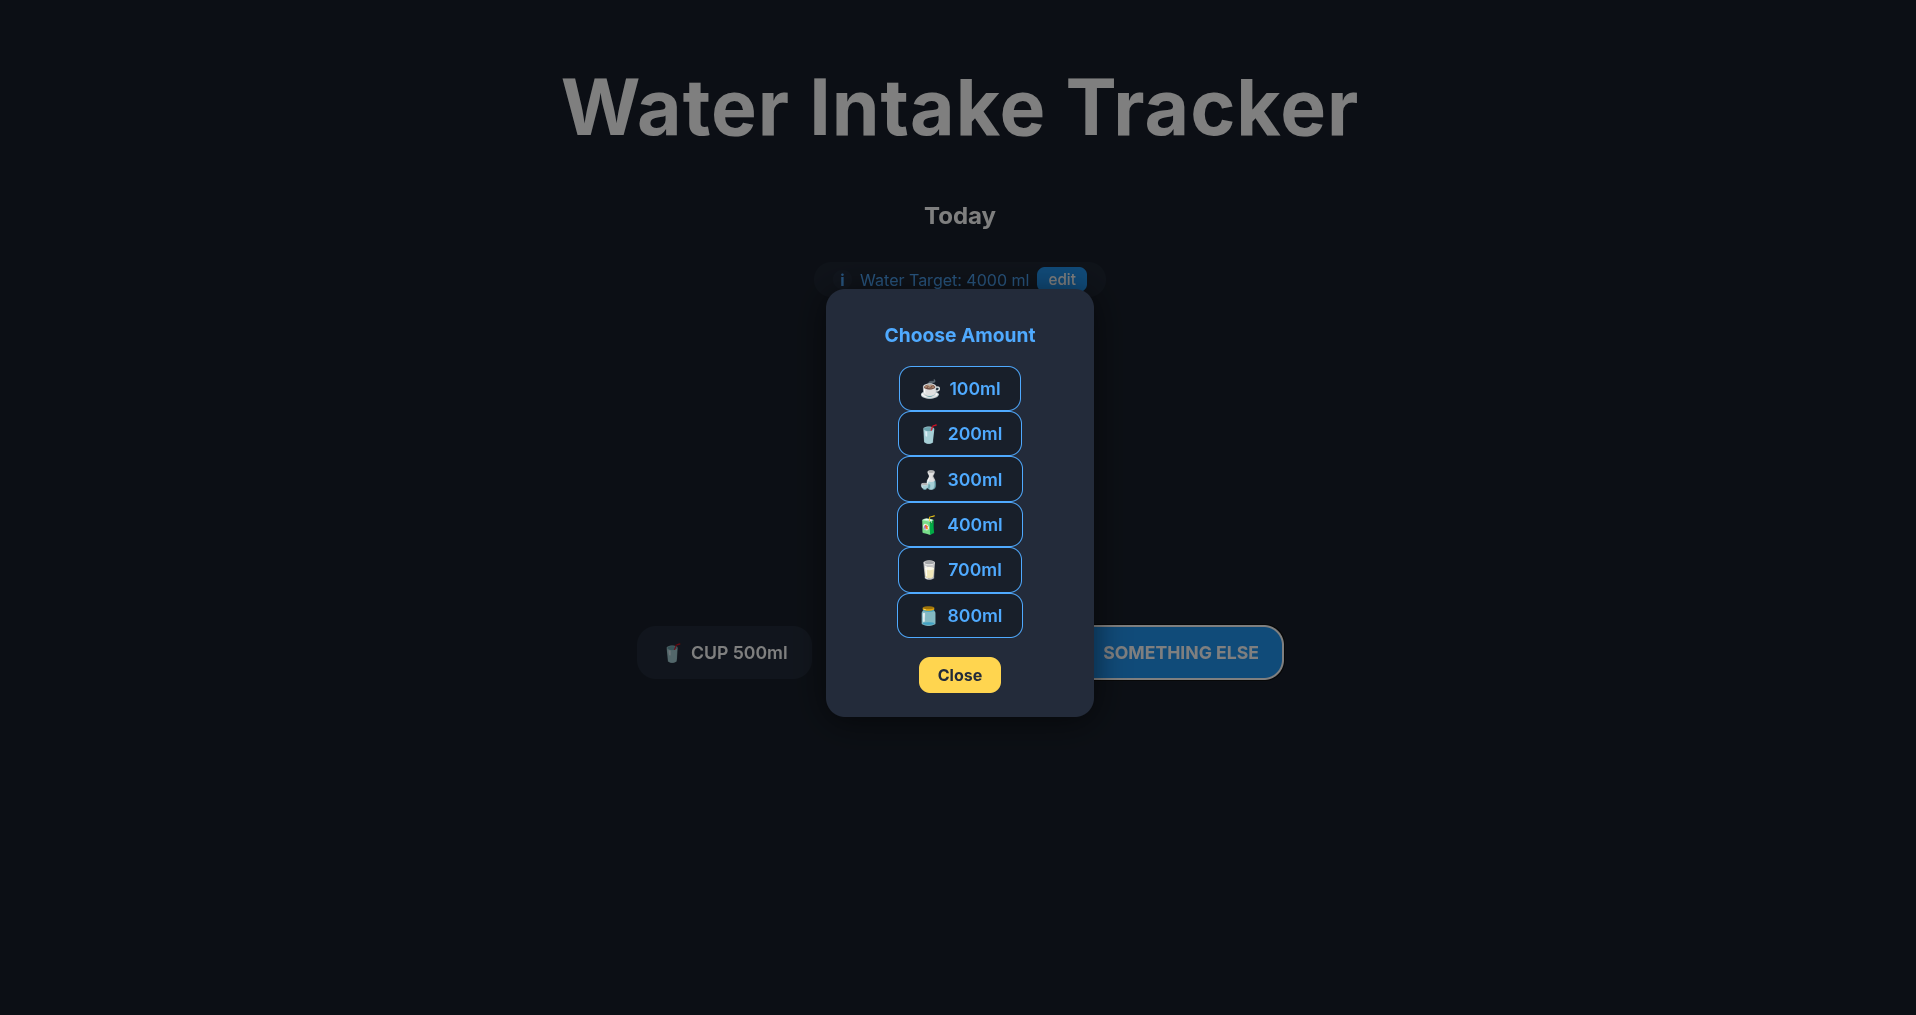 Water Intake Tracker
Today
i Water Target: 4000 ml edit
Choose Amount
100ml
200ml
300ml
400ml
700ml
800ml
CUP 500ml
SOMETHING ELSE
Close